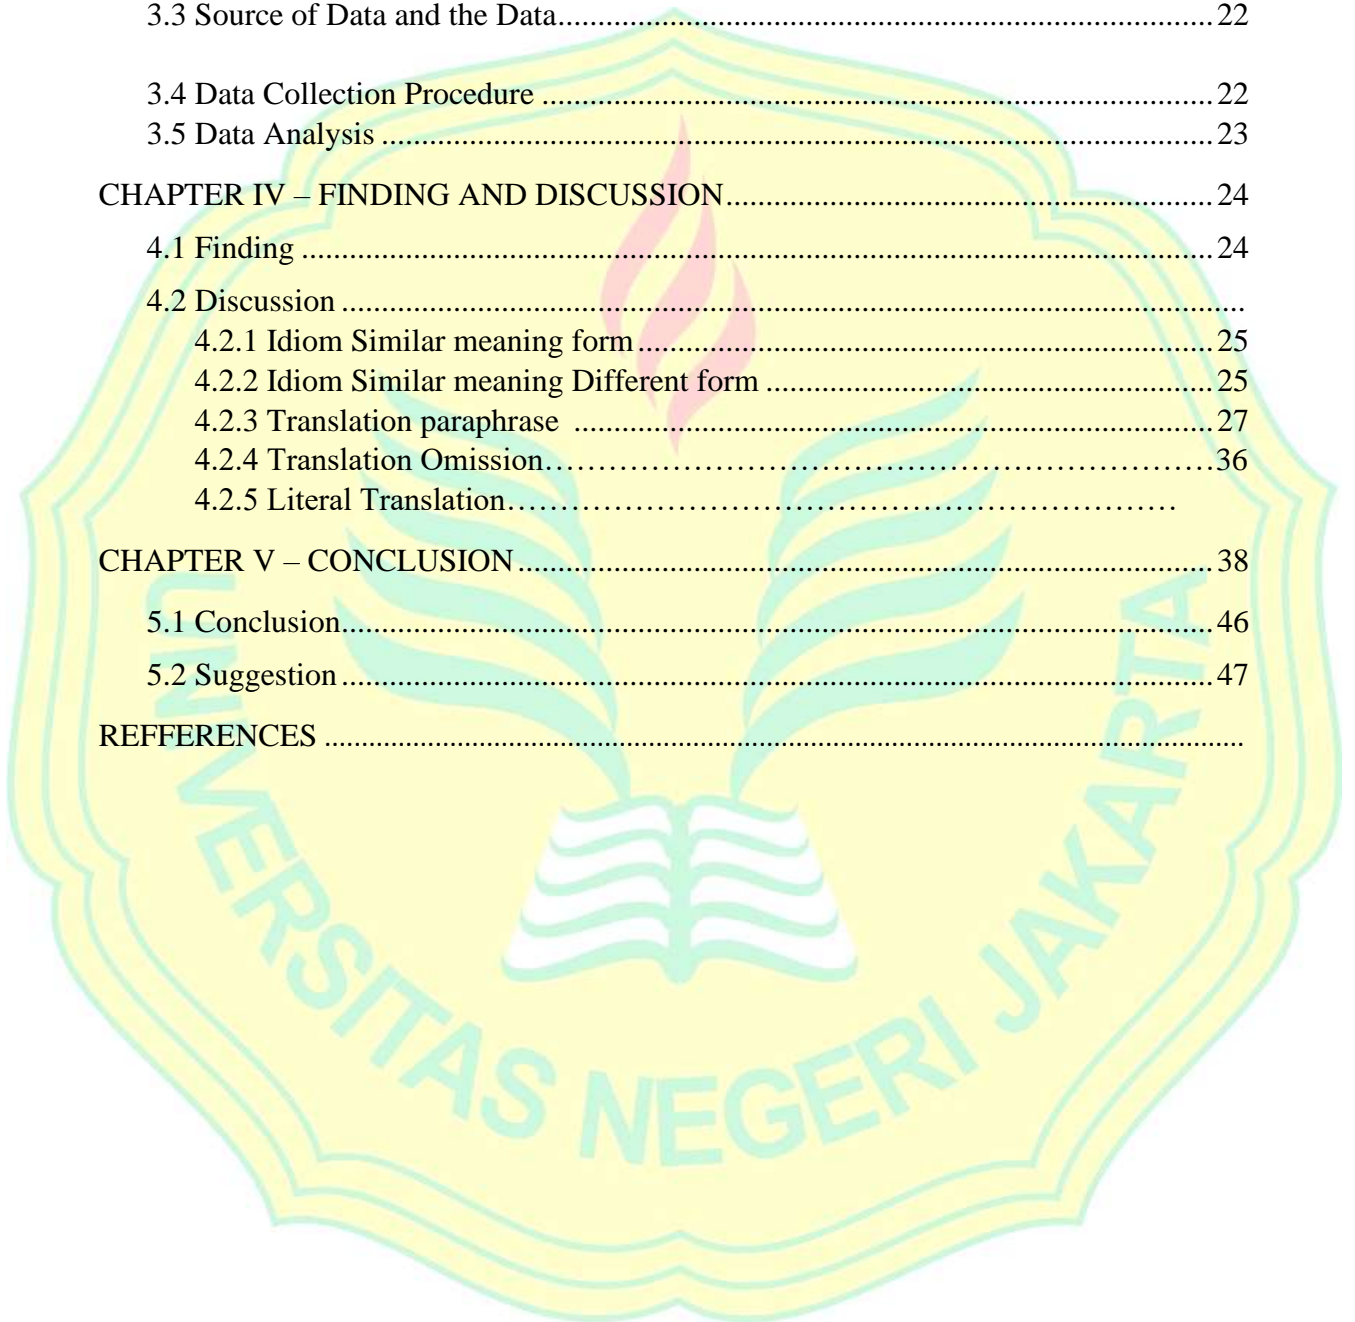 3.3 Source of Data and the Data.......................................................................................22
3.4 Data Collection Procedure .........................................................................................22
3.5 Data Analysis ...............................................................................................................23
CHAPTER IV – FINDING AND DISCUSSION................................................................24
4.1 Finding ..........................................................................................................................24
4.2 Discussion ......................................................................................................................
4.2.1 Idiom Similar meaning form ............................................................................25
4.2.2 Idiom Similar meaning Different form ...........................................................25
4.2.3 Translation paraphrase ....................................................................................27
4.2.4 Translation Omission……………………………………………………………36
4.2.5 Literal Translation……………………………………………………………
CHAPTER V – CONCLUSION ..........................................................................................38
5.1 Conclusion.....................................................................................................................46
5.2 Suggestion .....................................................................................................................47
REFFERENCES ......................................................................................................................
UNIVERSITAS NEGERI JAKARTA